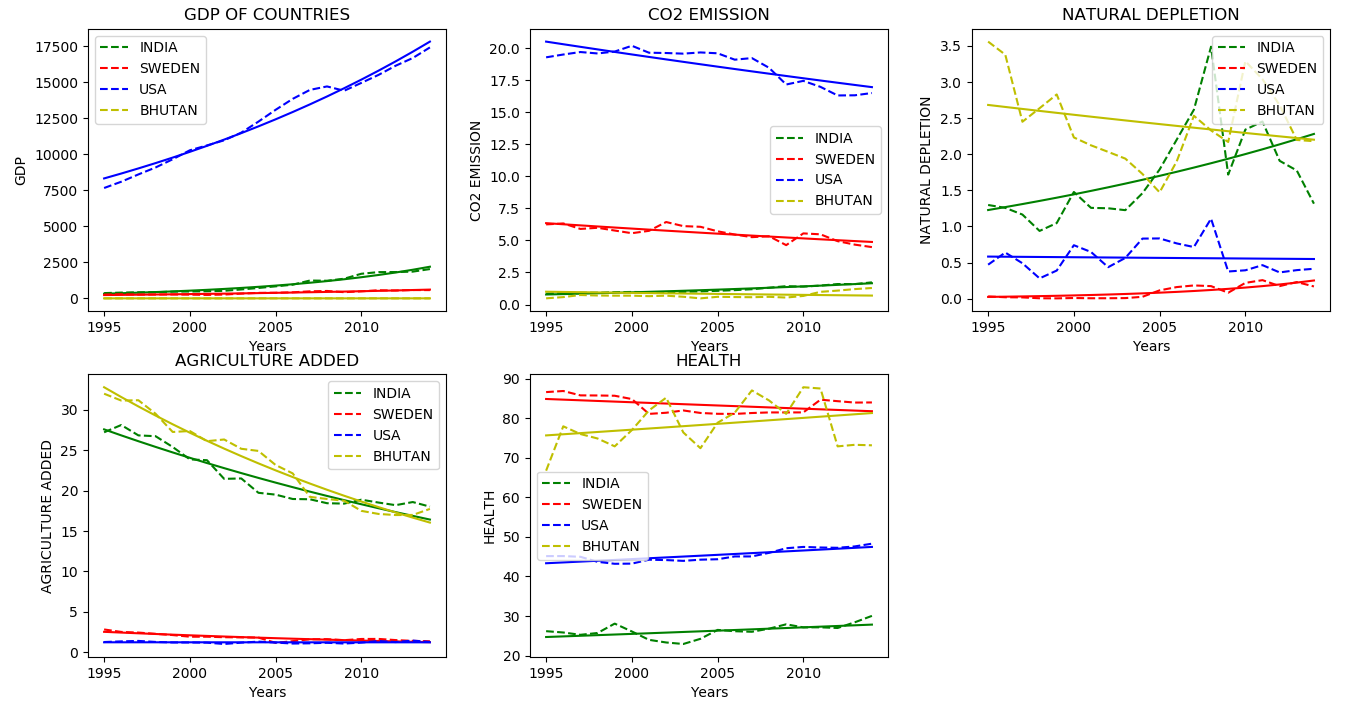 GDP OF COUNTRIES
GDP
17500
15000
12500
10000
7500
5000
2500
0
INDIA
SWEDEN
USA
BHUTAN
1995 2000 2005 2010
Years
CO2 EMISSION
CO2 EMISSION
20.0
17.5
15.0
12.5
10.0
7.5
5.0
2.5
0.0
INDIA
SWEDEN
USA
BHUTAN
1995 2000 2005 2010
Years
NATURAL DEPLETION
NATURAL DEPLETION
3.5
3.0
2.5
2.0
1.5
1.0
0.5
0.0
INDIA
SWEDEN
USA
BHUTAN
1995 2000 2005 2010
Years
AGRICULTURE ADDED
AGRICULTURE ADDED
30
25
20
15
10
5
0
INDIA
SWEDEN
USA
BHUTAN
1995 2000 2005 2010
Years
HEALTH
HEALTH
90
80
70
60
50
40
30
20
INDIA
SWEDEN
USA
BHUTAN
1995 2000 2005 2010
Years